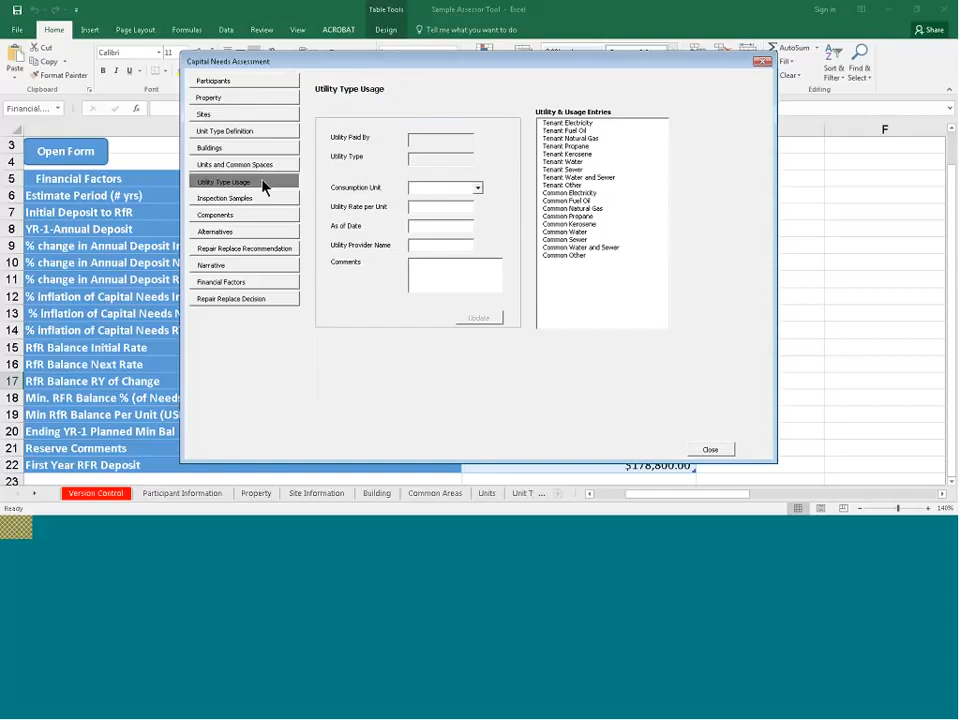 Table Tools
Sample Assessor Tool - Excel
Sign in
File
Home
Insert
Page Layout
Formulas
Data
Review
View
ACROBAT
Design
Tell me what you want to do
Share
Paste
Cut
Copy
Format Painter
Clipboard
Calibri
11
B I U
AutoSum
Fill
Clear
Sort & Filter
Find & Select
Editing
Financial...
fx
F
3
4
Open Form
5 Financial Factors
6 Estimate Period (# yrs)
7 Initial Deposit to RfR
8 YR-1-Annual Deposit
9 % change in Annual Deposit In
10 % change in Annual Deposit
11 % change in Annual Deposit R
12 % inflation of Capital Needs In
13 % inflation of Capital Needs N
14 % inflation of Capital Needs R
15 RfR Balance Initial Rate
16 RfR Balance Next Rate
17 RfR Balance RY of Change
18 Min. RFR Balance % (of Needs
19 Min RfR Balance Per Unit (US
20 Ending YR-1 Planned Min Bal
21 Reserve Comments
22 First Year RFR Deposit
$178,800.00
23
Capital Needs Assessment
Participants
Property
Sites
Unit Type Definition
Buildings
Units and Common Spaces
Utility Type Usage
Inspection Samples
Components
Alternatives
Repair Replace Recommendation
Narrative
Financial Factors
Repair Replace Decision
Utility Type Usage
Utility Paid By
Utility Type
Consumption Unit
Utility Rate per Unit
As of Date
Utility Provider Name
Comments
Update
Utility & Usage Entries
Tenant Electricity
Tenant Fuel Oil
Tenant Natural Gas
Tenant Propane
Tenant Kerosene
Tenant Water
Tenant Sewer
Tenant Water and Sewer
Tenant Other
Common Electricity
Common Fuel Oil
Common Natural Gas
Common Propane
Common Kerosene
Common Water
Common Sewer
Common Water and Sewer
Common Other
Close
Version Control
Participant Information
Property
Site Information
Building
Common Areas
Units
Unit T ...
Ready
140%